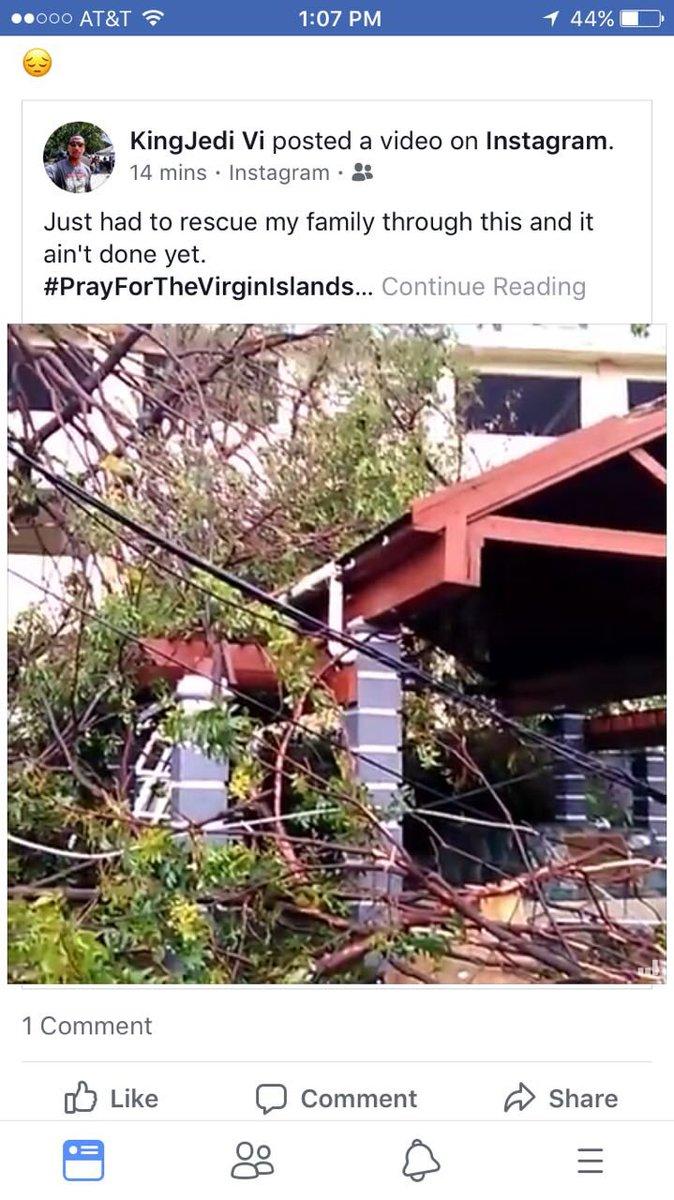 AT&T 1:07 PM 44%
KingJedi Vi posted a video on Instagram.
14 mins · Instagram ·
Just had to rescue my family through this and it
ain't done yet.
#PrayForTheVirginIslands... Continue Reading
1 Comment
Like Comment Share